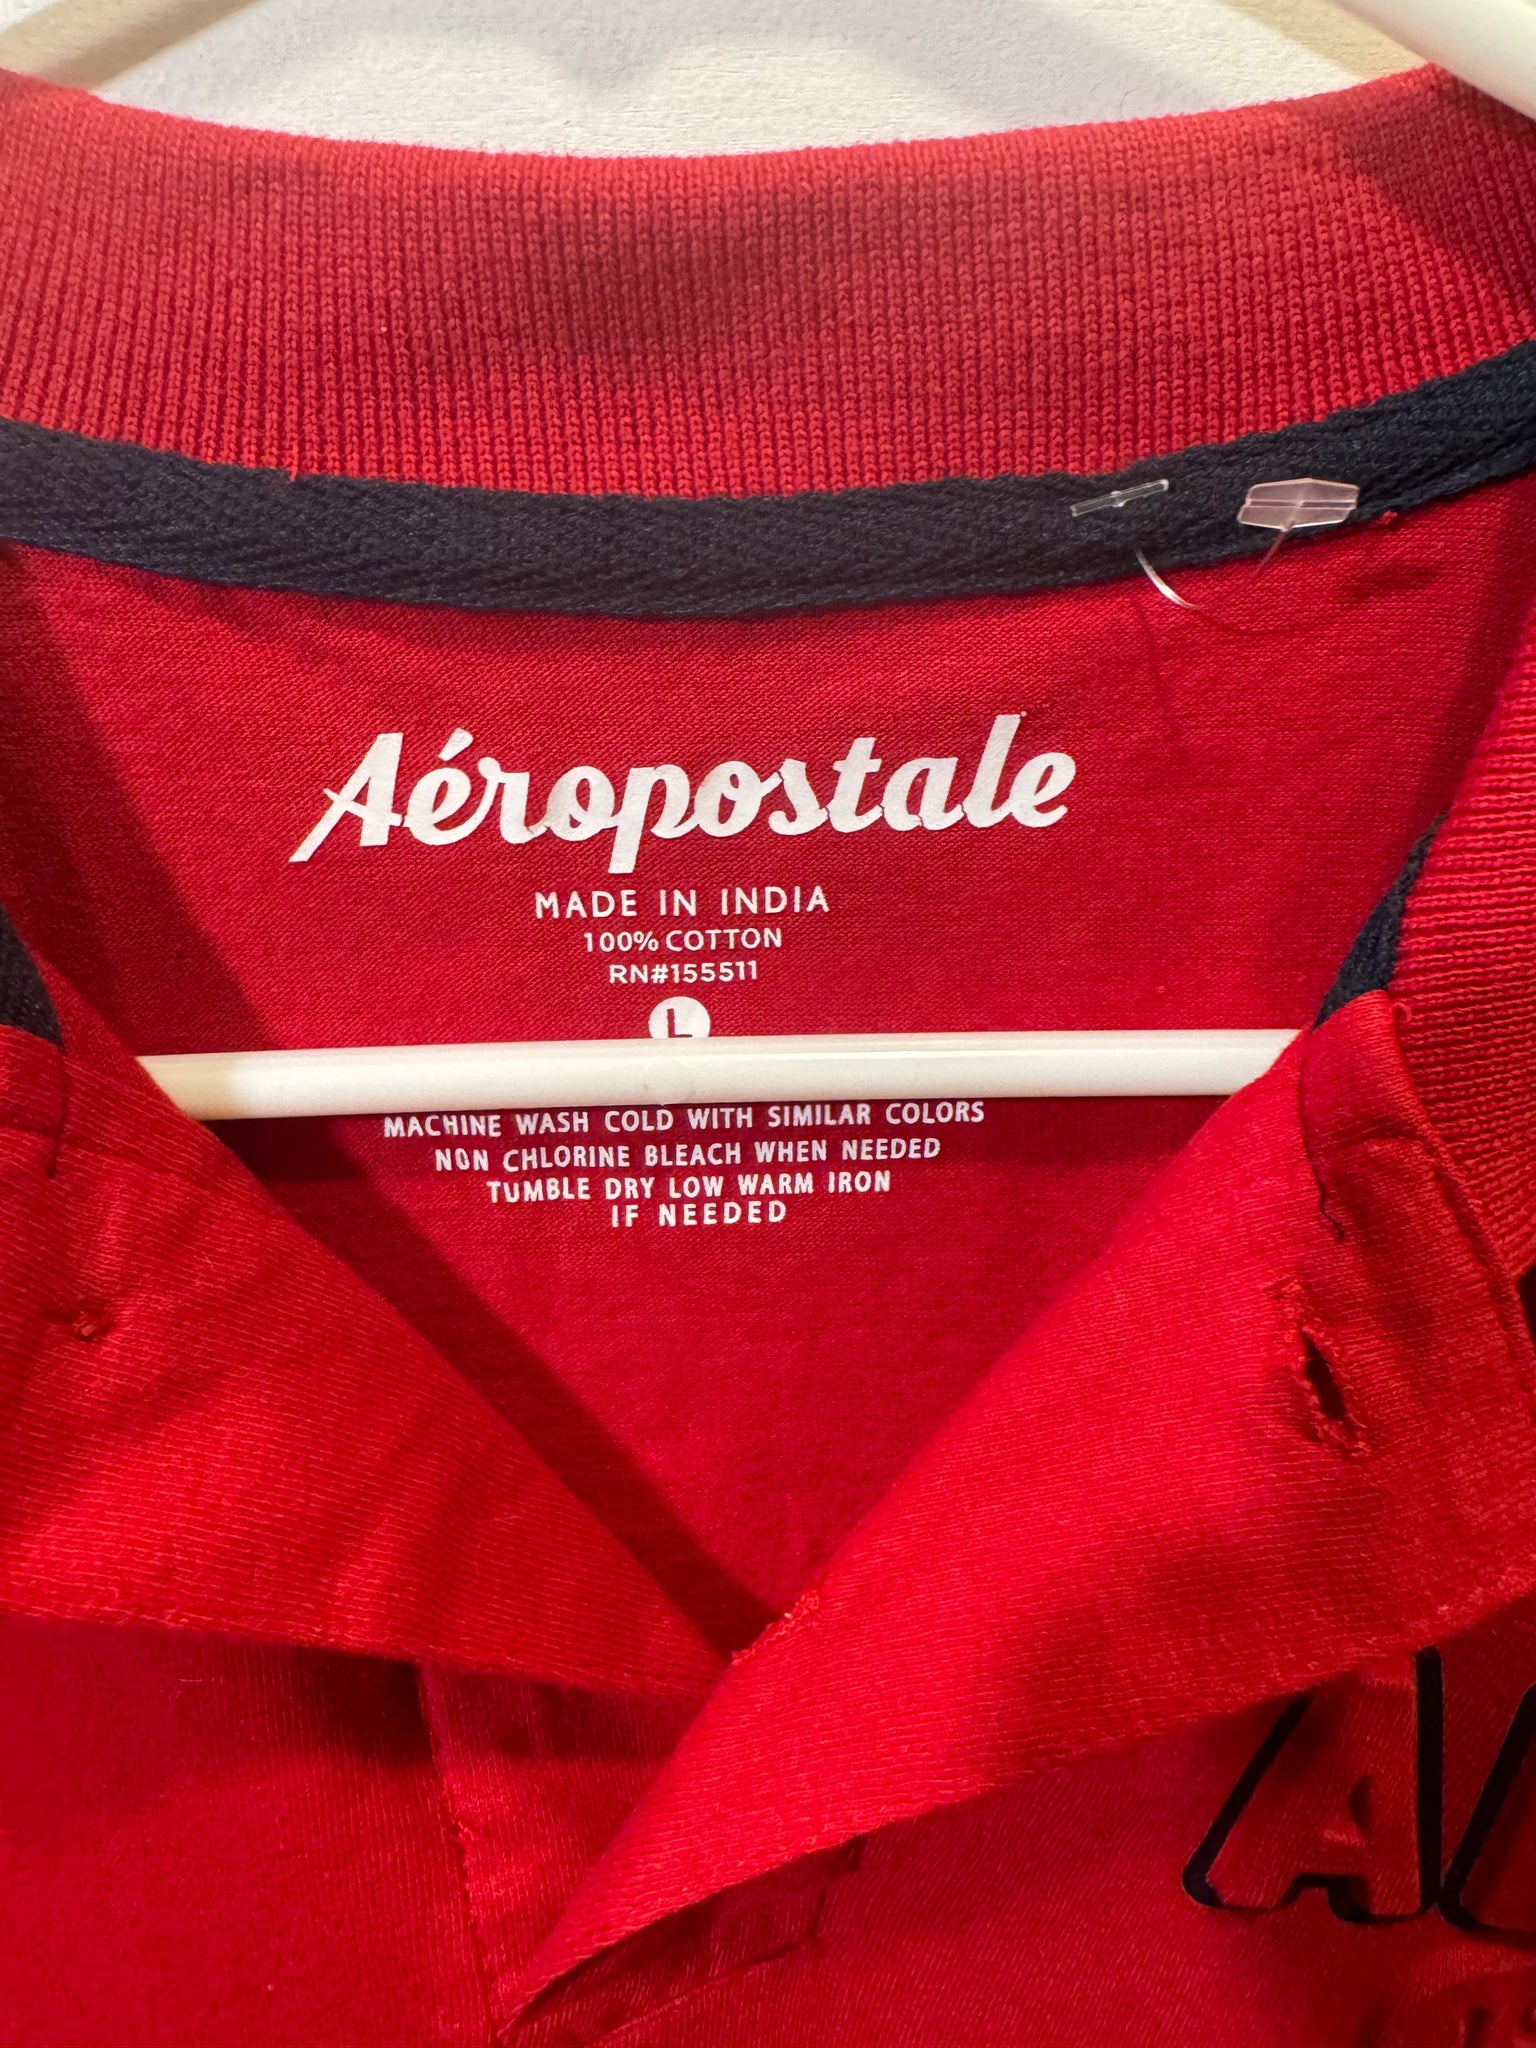 Aéropostale
MADE IN INDIA
100% COTTON
RN#155511
L
MACHINE WASH COLD WITH SIMILAR COLORS
NON CHLORINE BLEACH WHEN NEEDED
TUMBLE DRY LOW WARM IRON
IF NEEDED
A